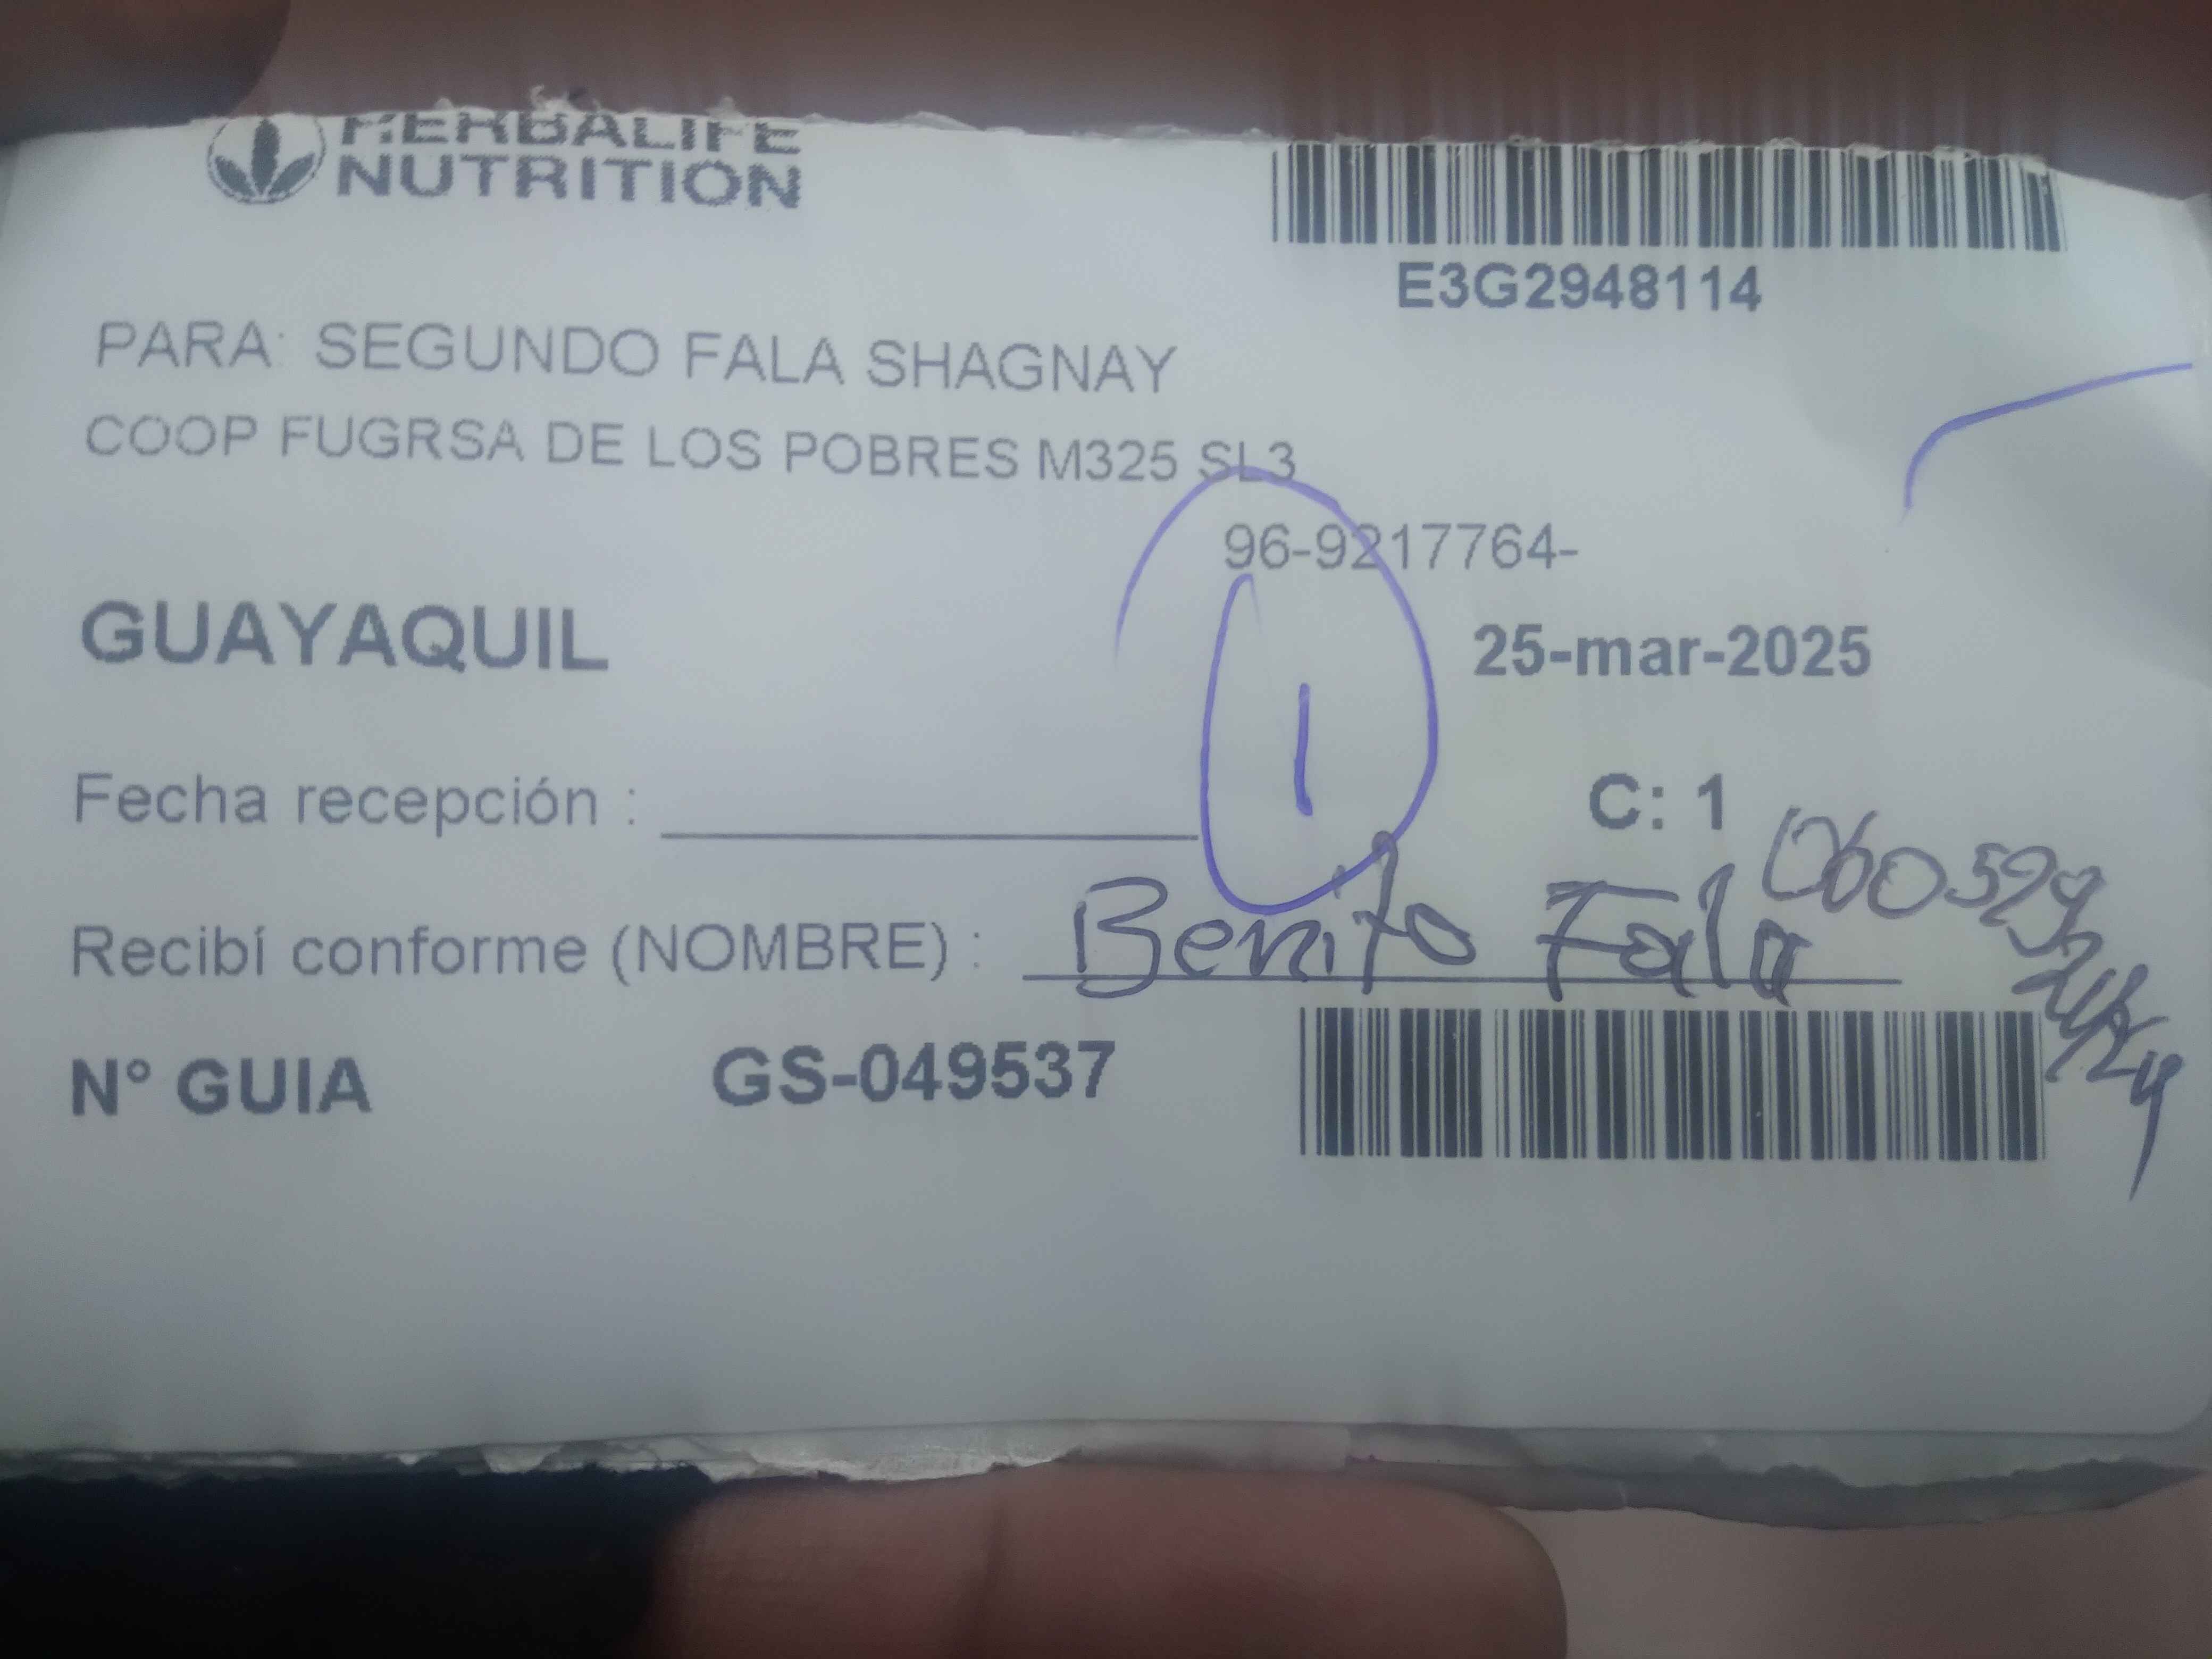 HERBALIFE
NUTRITION
E3G2948114
PARA: SEGUNDO FALA SHAGNAY
COOP FUGRSA DE LOS POBRES M325 SL3
96-9217764-
GUAYAQUIL
25-mar-2025
1
Fecha recepción :
C: 1
Recibí conforme (NOMBRE) : Benito Fala
N° GUIA GS-049537